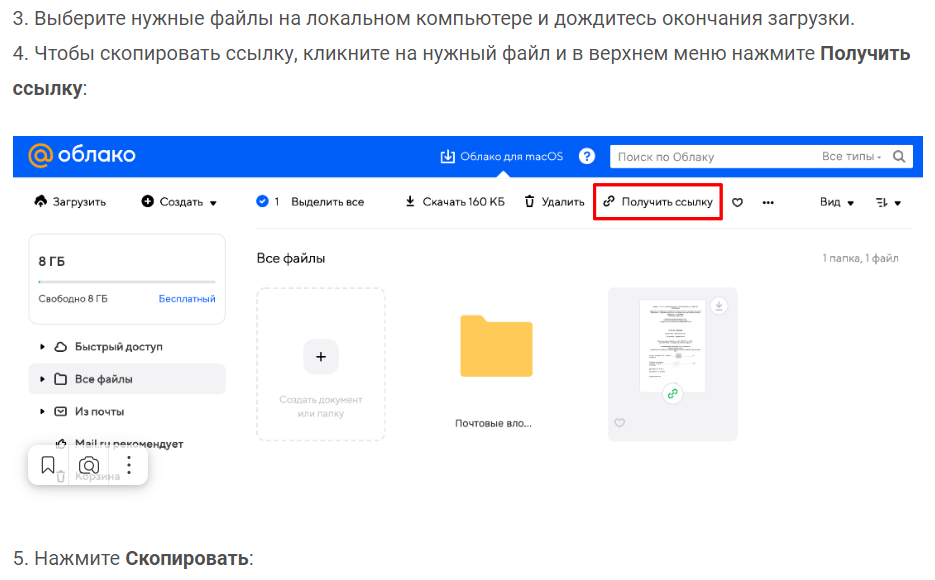 3. Выберите нужные файлы на локальном компьютере и дождитесь окончания загрузки.
4. Чтобы скопировать ссылку, кликните на нужный файл и в верхнем меню нажмите Получить
ссылку:
@ облако
Облако для macOS
?
Поиск по Облаку
Все типы
Загрузить
Создать
1 Выделить все
Скачать 160 КБ
Удалить
Получить ссылку
Вид
8 ГБ
Свободно 8 ГБ
Бесплатный
Быстрый доступ
Все файлы
Из почты
Mail.ru рекомендует
Корзина
Все файлы
1 папка, 1 файл
+
Создать документ
или папку
Почтовые вло...
5. Нажмите Скопировать: